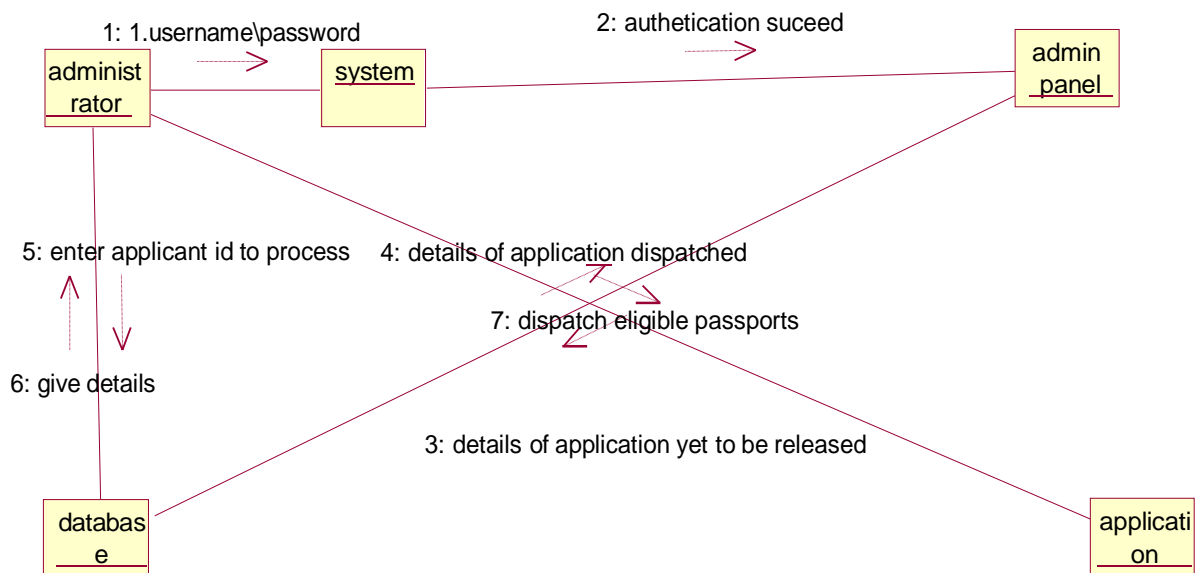 1: 1.username\password
2: authetication suceed
administ
rator
system
admin
panel
5: enter applicant id to process
4: details of application dispatched
7: dispatch eligible passports
6: give details
3: details of application yet to be released
databas
e
applicati
on